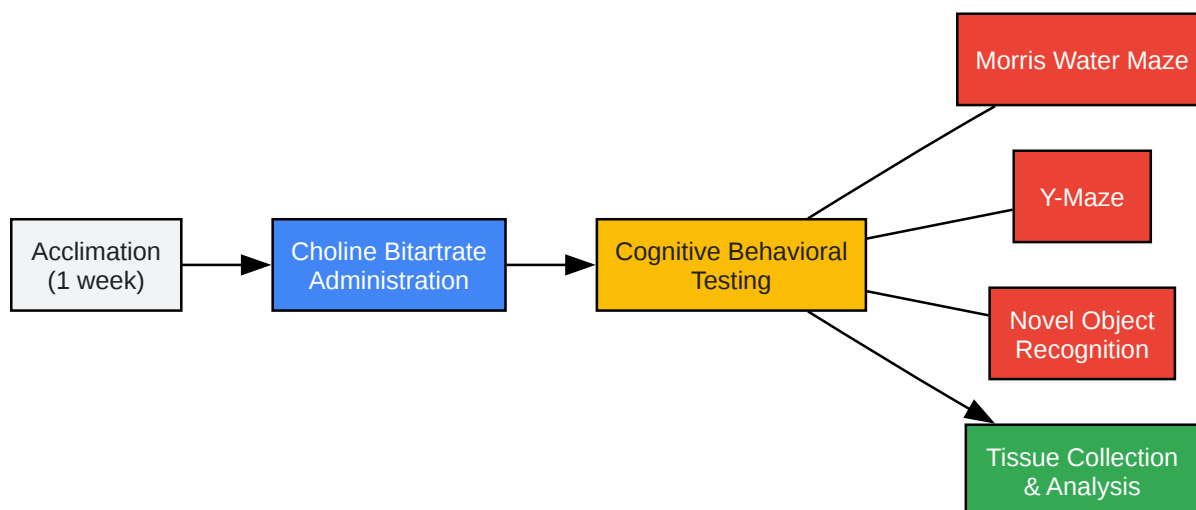 Acclimation
(1 week)
Choline Bitartrate
Administration
Cognitive Behavioral
Testing
Morris Water Maze
Y-Maze
Novel Object
Recognition
Tissue Collection
& Analysis